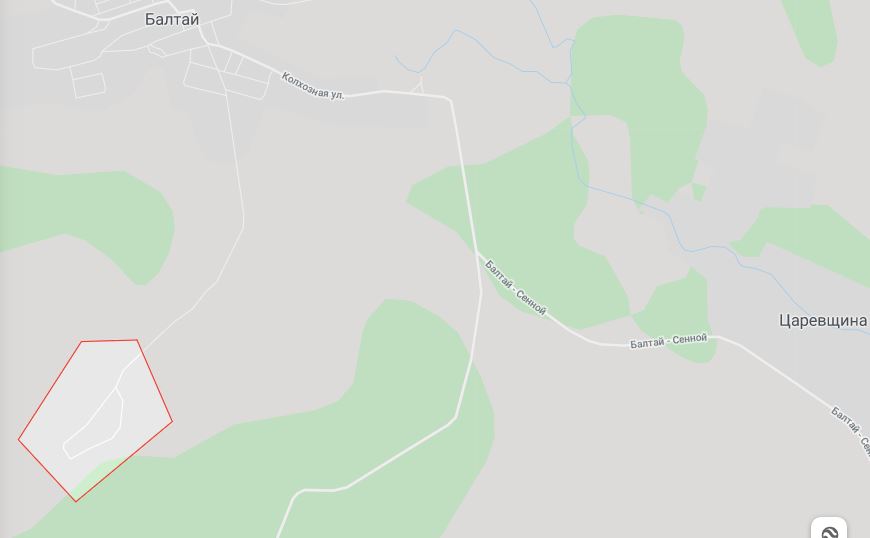 Балтай
Колхозная ул.
Балтай - Сенной
Царевщина
Балтай - Сенной